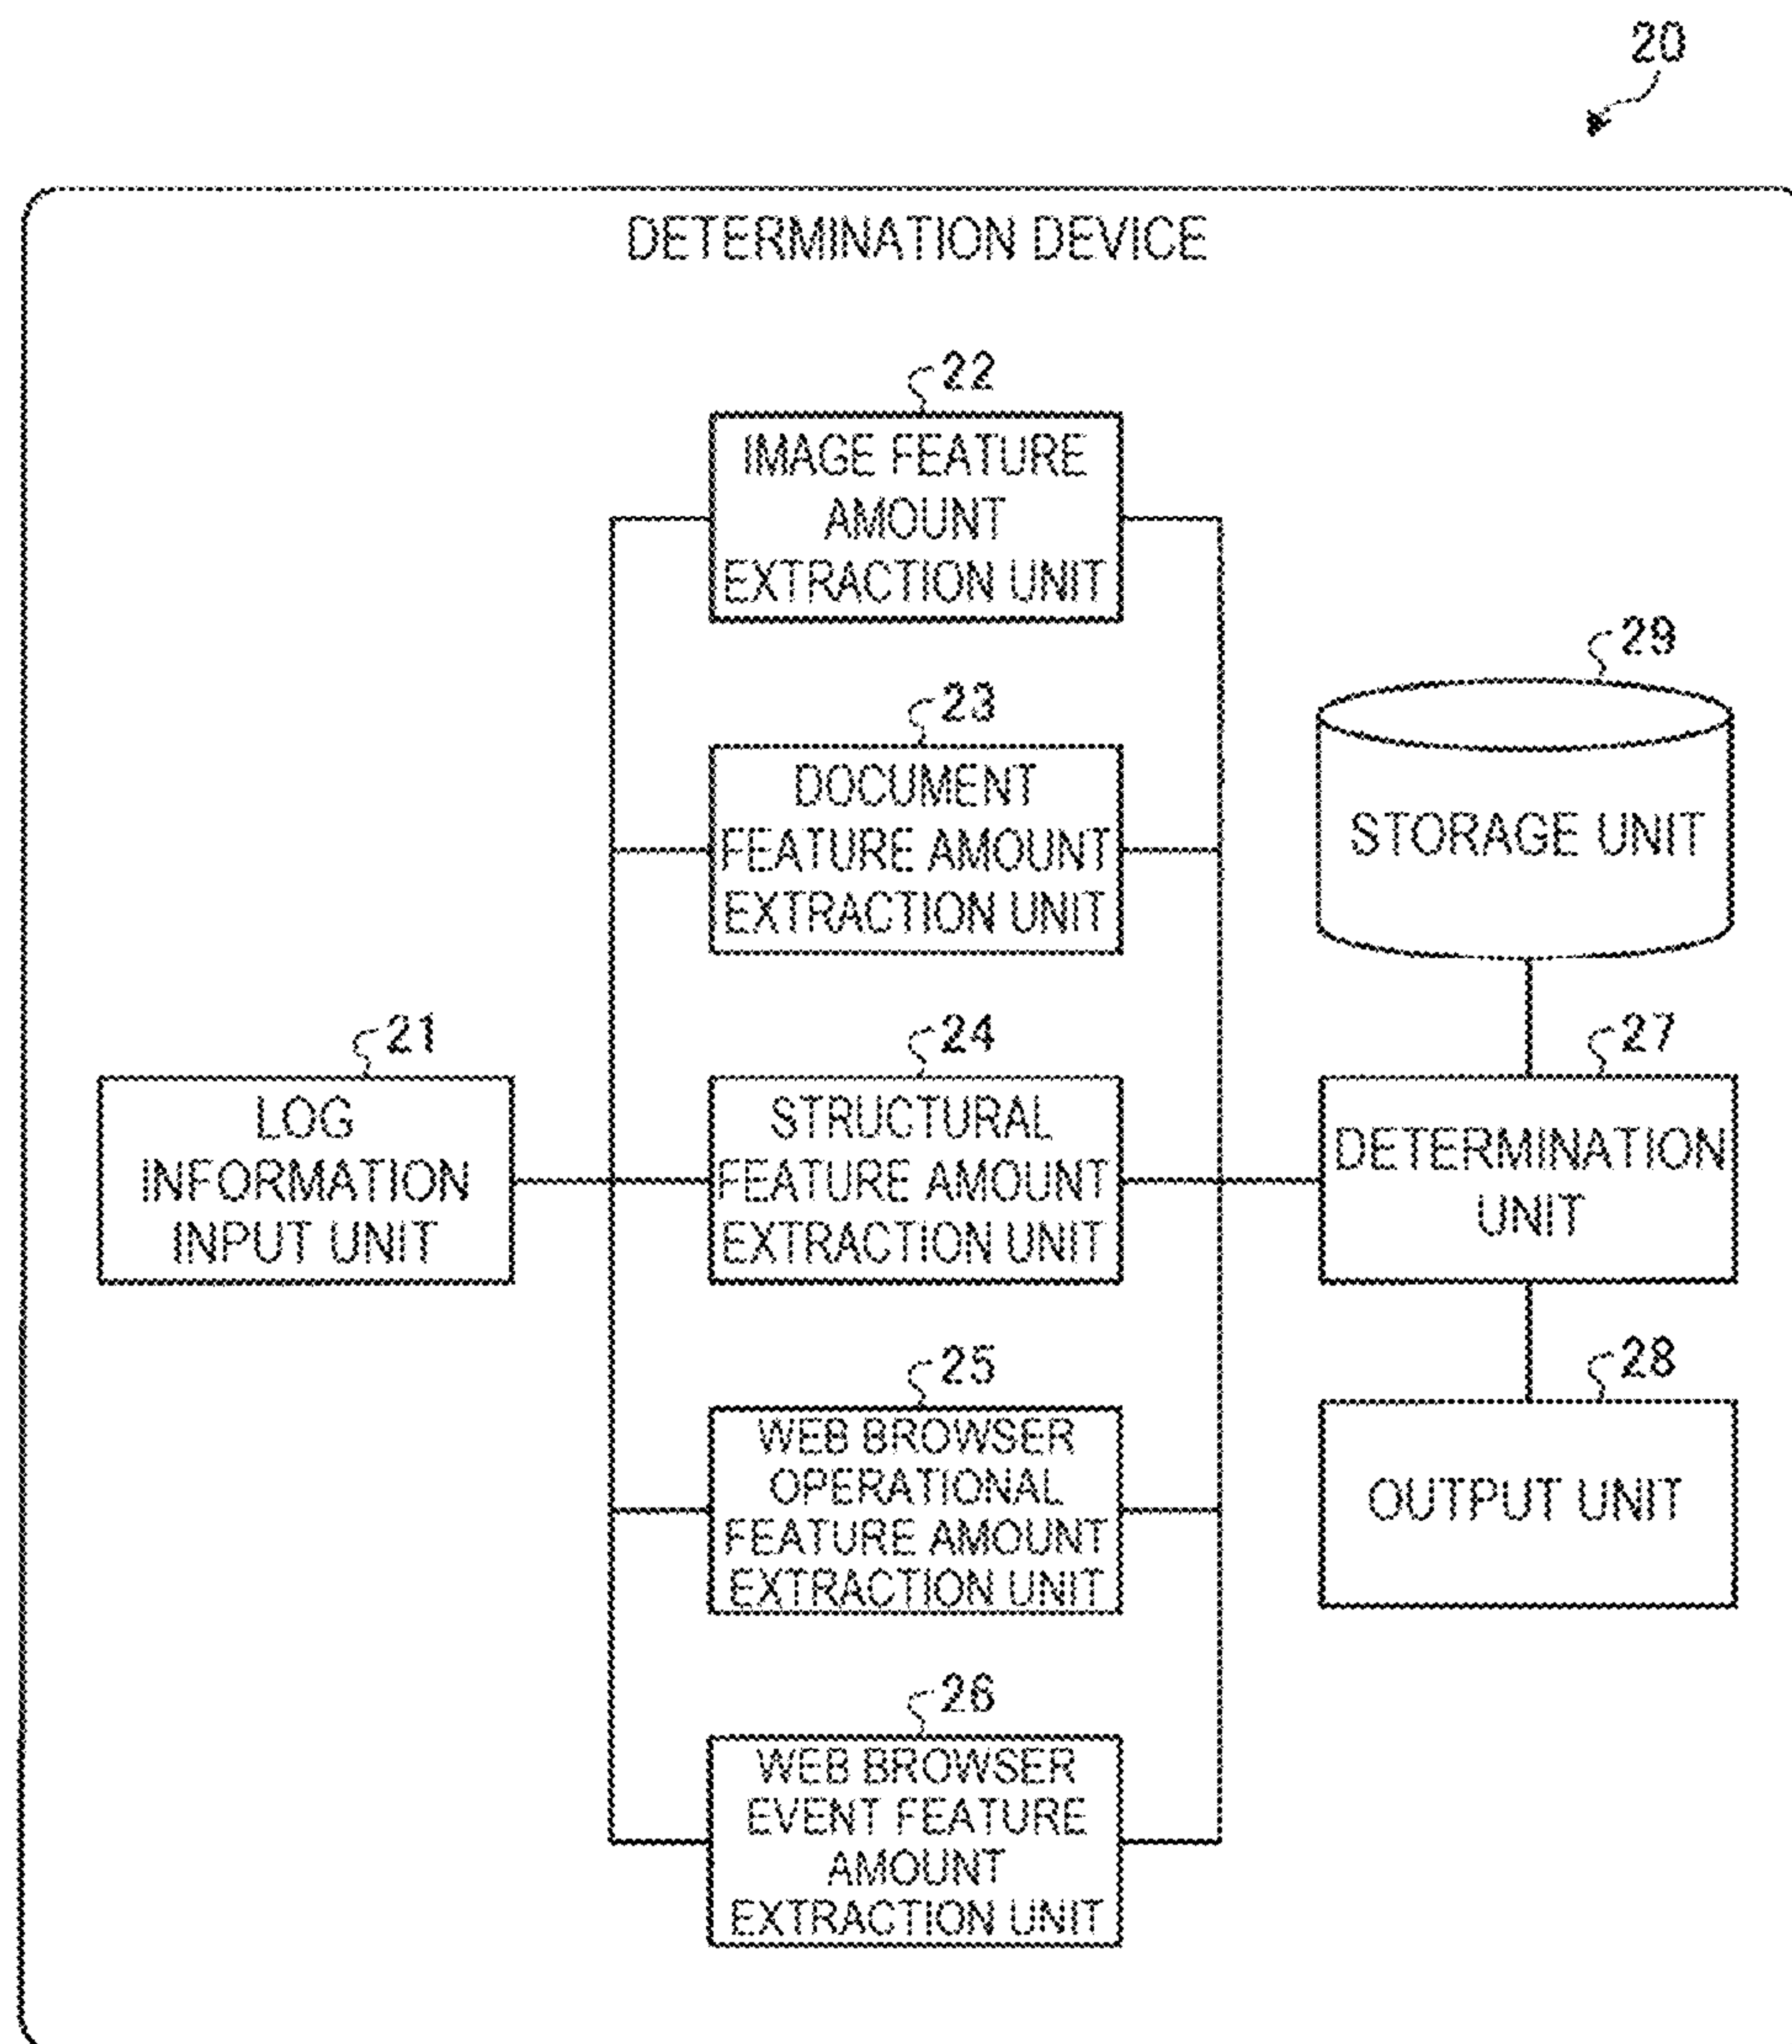 20
DETERMINATION DEVICE
22
IMAGE FEATURE
AMOUNT
EXTRACTION UNIT
23
DOCUMENT
FEATURE AMOUNT
EXTRACTION UNIT
29
STORAGE UNIT
21
LOG
INFORMATION
INPUT UNIT
24
STRUCTURAL
FEATURE AMOUNT
EXTRACTION UNIT
27
DETERMINATION
UNIT
25
WEB BROWSER
OPERATIONAL
FEATURE AMOUNT
EXTRACTION UNIT
28
OUTPUT UNIT
26
WEB BROWSER
EVENT FEATURE
AMOUNT
EXTRACTION UNIT